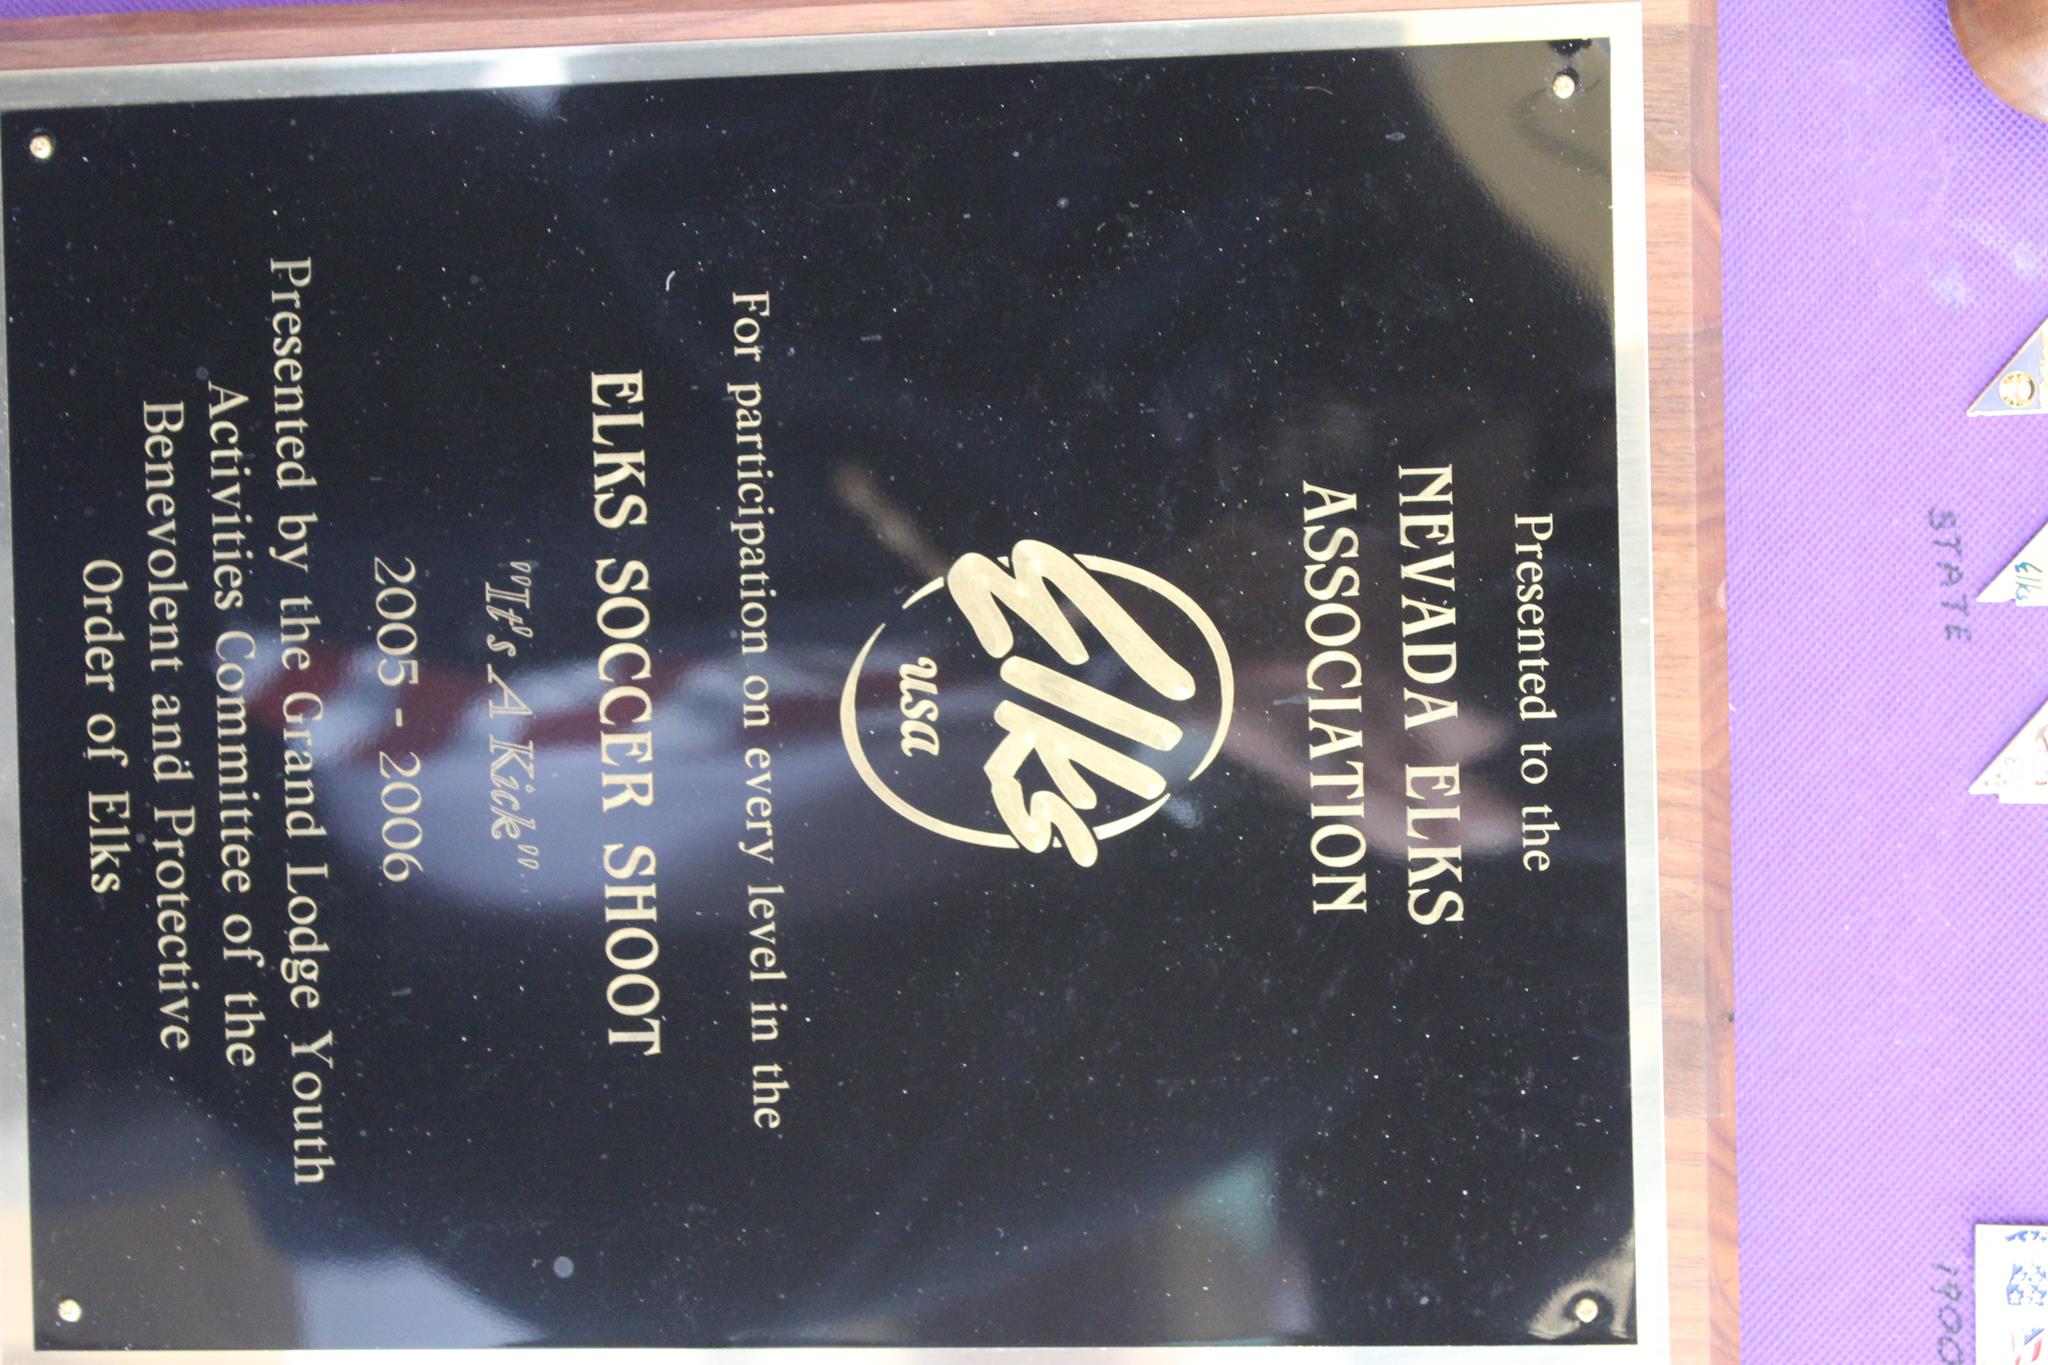 Presented to the
NEVADA ELKS
ASSOCIATION
Elks
usa
For participation on every level in the
ELKS SOCCER SHOOT
"It's A Kick"
2005 - 2006
Presented by the Grand Lodge Youth
Activities Committee of the
Benevolent and Protective
Order of Elks
STATE
Elks
1900